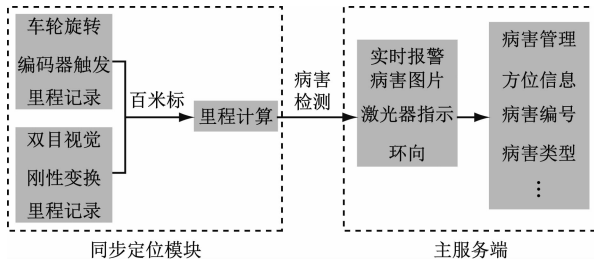 车轮旋转
编码器触发
里程记录
双目视觉
刚性变换
里程记录
百米标
里程计算
同步定位模块
病害
检测
实时报警
病害图片
激光器指示
环向
病害管理
方位信息
病害编号
病害类型
⋮
主服务端